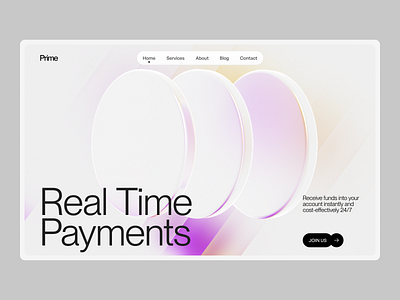 Prime
Home Services About Blog Contact
Real Time
Payments
Receive funds into your
account instantly and
cost-effectively 24/7
JOIN US